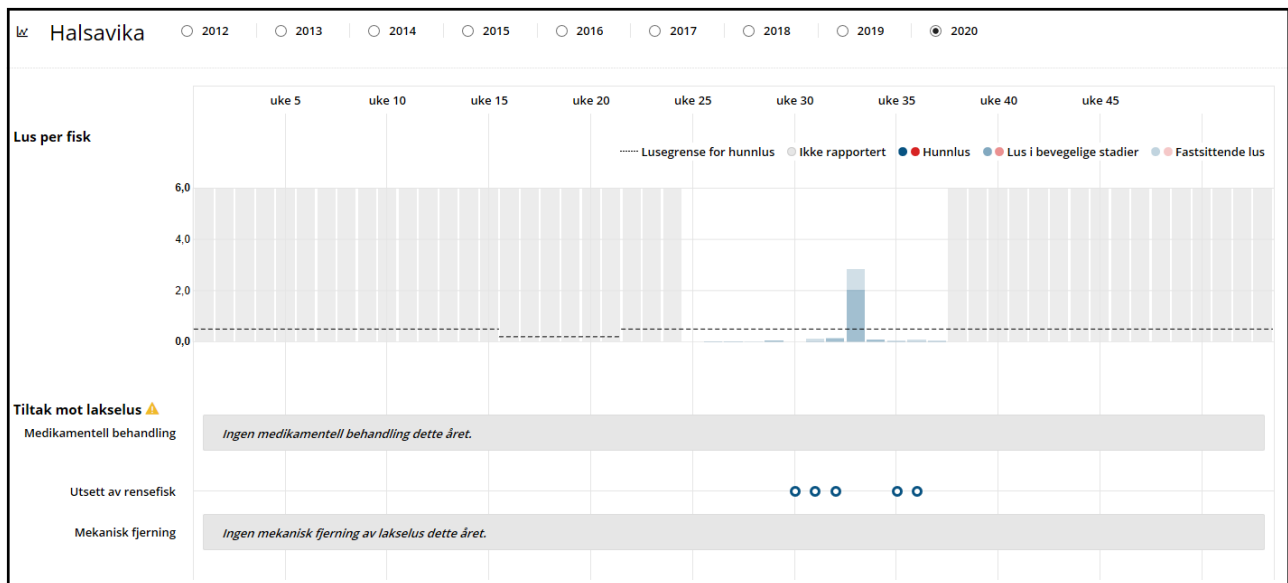 Halsavika 2012 2013 2014 2015 2016 2017 2018 2019 2020
uke 5 uke 10 uke 15 uke 20 uke 25 uke 30 uke 35 uke 40 uke 45
Lus per fisk
Lusegrense for hunnlus Ikke rapportert Hunnlus Lus i bevegelige stadier Fastsittende lus
6,0
4,0
2,0
0,0
Tiltak mot lakselus
Medikamentell behandling Ingen medikamentell behandling dette året.
Utsett av rensefisk
Mekanisk fjerning Ingen mekanisk fjerning av lakselus dette året.